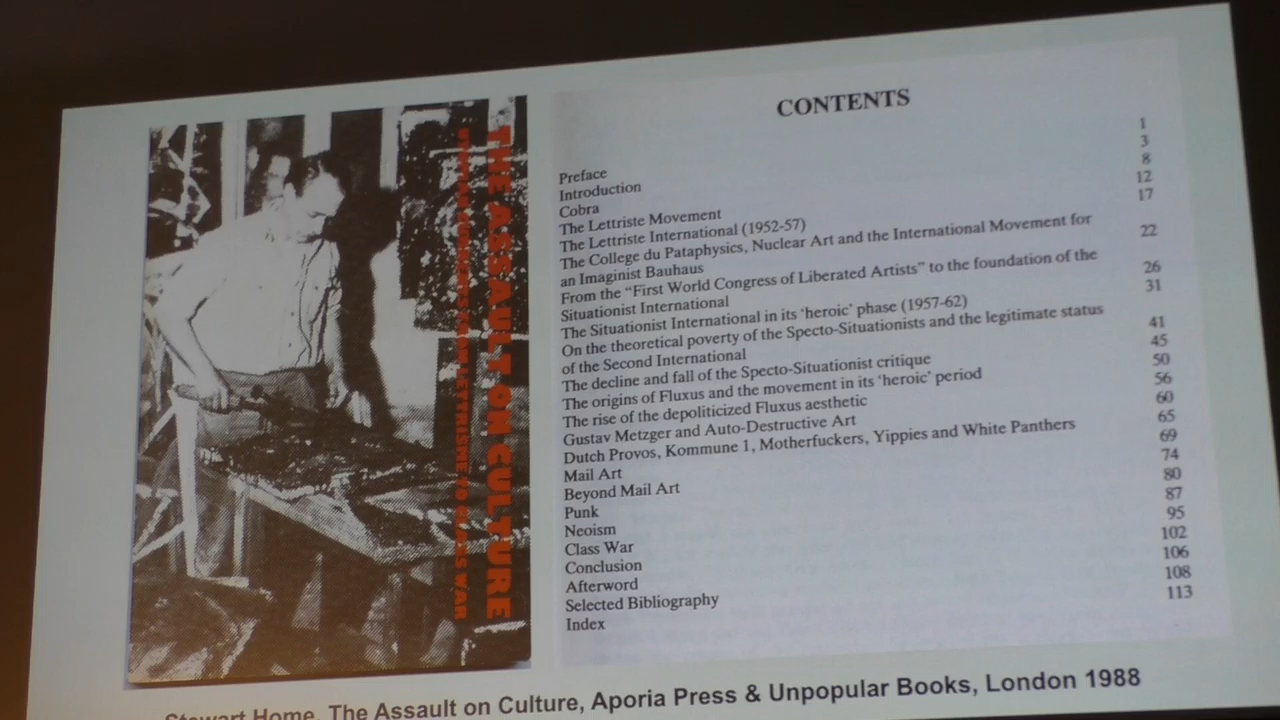 THE ASSAULT ON CULTURE
UTOPIAN CURRENTS FROM LETTRISME TO CLASS WAR
CONTENTS
Preface 1
Introduction 3
Cobra 8
The Lettriste Movement 12
The Lettriste International (1952-57) 17
The College du Pataphysics, Nuclear Art and the International Movement for
an Imaginist Bauhaus 22
From the “First World Congress of Liberated Artists” to the foundation of the
Situationist International 26
The Situationist International in its ‘heroic’ phase (1957-62) 31
On the theoretical poverty of the Specto-Situationists and the legitimate status
of the Second International 41
The decline and fall of the Specto-Situationist critique 45
The origins of Fluxus and the movement in its ‘heroic’ period 50
The rise of the depoliticized Fluxus aesthetic 56
Gustav Metzger and Auto-Destructive Art 60
Dutch Provos, Kommune 1, Motherfuckers, Yippies and White Panthers 65
Mail Art 69
Beyond Mail Art 74
Punk 80
Neoism 87
Class War 95
Conclusion 102
Afterword 106
Selected Bibliography 108
Index 113
Stewart Home, The Assault on Culture, Aporia Press & Unpopular Books, London 1988